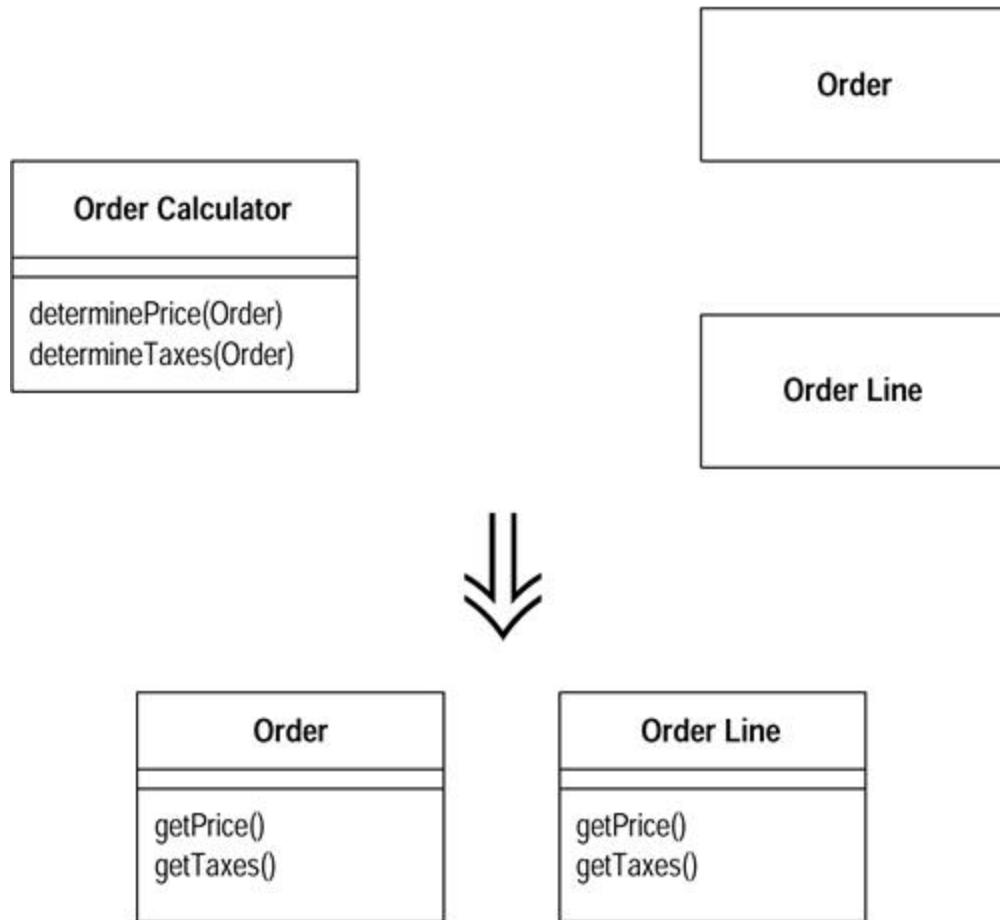 Order
Order Calculator
determinePrice(Order)
determineTaxes(Order)
Order Line
Order
getPrice()
getTaxes()
Order Line
getPrice()
getTaxes()